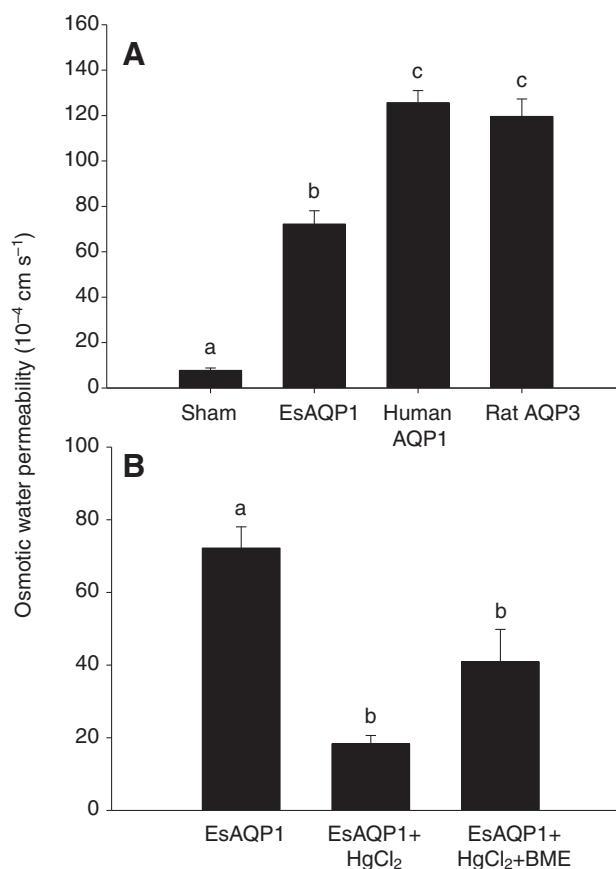 A
160
140
120
100
80
60
40
20
0
a
b
c
c
Sham
EsAQP1
Human
AQP1
Rat AQP3
Osmotic water permeability (10⁻⁴ cm s⁻¹)
B
100
80
60
40
20
0
a
b
b
EsAQP1
EsAQP1+
HgCl₂
EsAQP1+
HgCl₂+BME